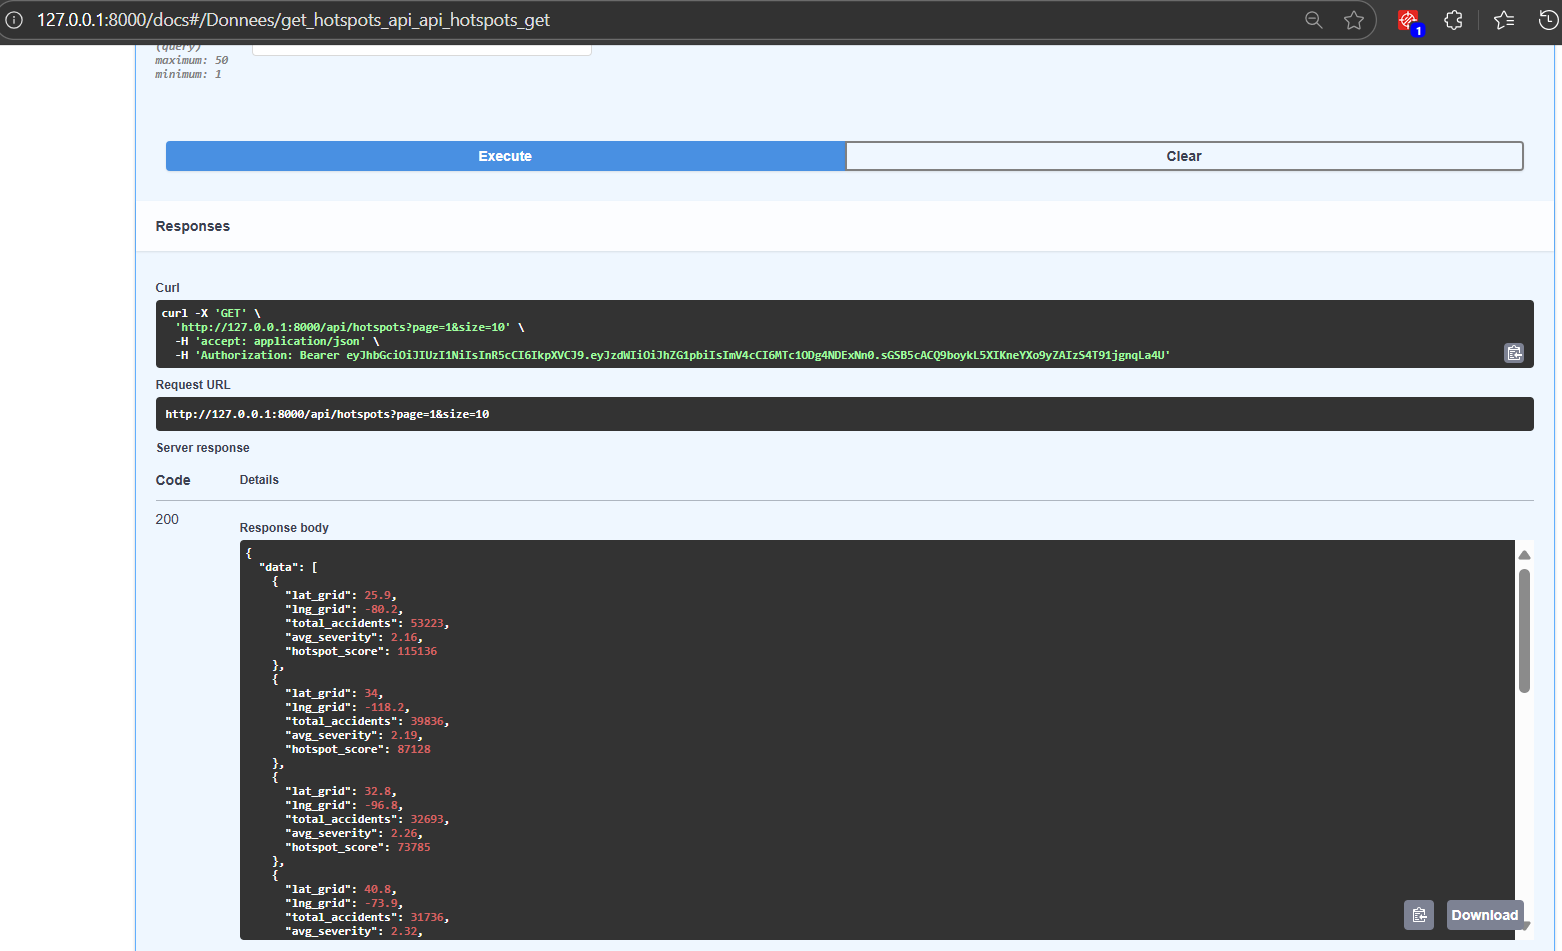 127.0.0.1:8000/docs#/Donnees/get_hotspots_api_api_hotspots_get
1
(query)
maximum: 50
minimum: 1
Execute
Clear
Responses
Curl
curl -X 'GET' \
'http://127.0.0.1:8000/api/hotspots?page=1&size=10' \
-H 'accept: application/json' \
-H 'Authorization: Bearer eyJhbGciOiJIUzI1NiIsInR5cCI6IkpXVCJ9.eyJzdWIiOiJhZG1pbiIsImV4cCI6MTc1ODg4NDExNn0.sGSB5cACQ9boykL5XIKneYXo9yZAIzS4T91jgnqLa4U'
Request URL
http://127.0.0.1:8000/api/hotspots?page=1&size=10
Server response
Code
Details
200
Response body
{
"data": [
{
"lat_grid": 25.9,
"lng_grid": -80.2,
"total_accidents": 53223,
"avg_severity": 2.16,
"hotspot_score": 115136
},
{
"lat_grid": 34,
"lng_grid": -118.2,
"total_accidents": 39836,
"avg_severity": 2.19,
"hotspot_score": 87128
},
{
"lat_grid": 32.8,
"lng_grid": -96.8,
"total_accidents": 32693,
"avg_severity": 2.26,
"hotspot_score": 73785
},
{
"lat_grid": 40.8,
"lng_grid": -73.9,
"total_accidents": 31736,
"avg_severity": 2.32,
Download